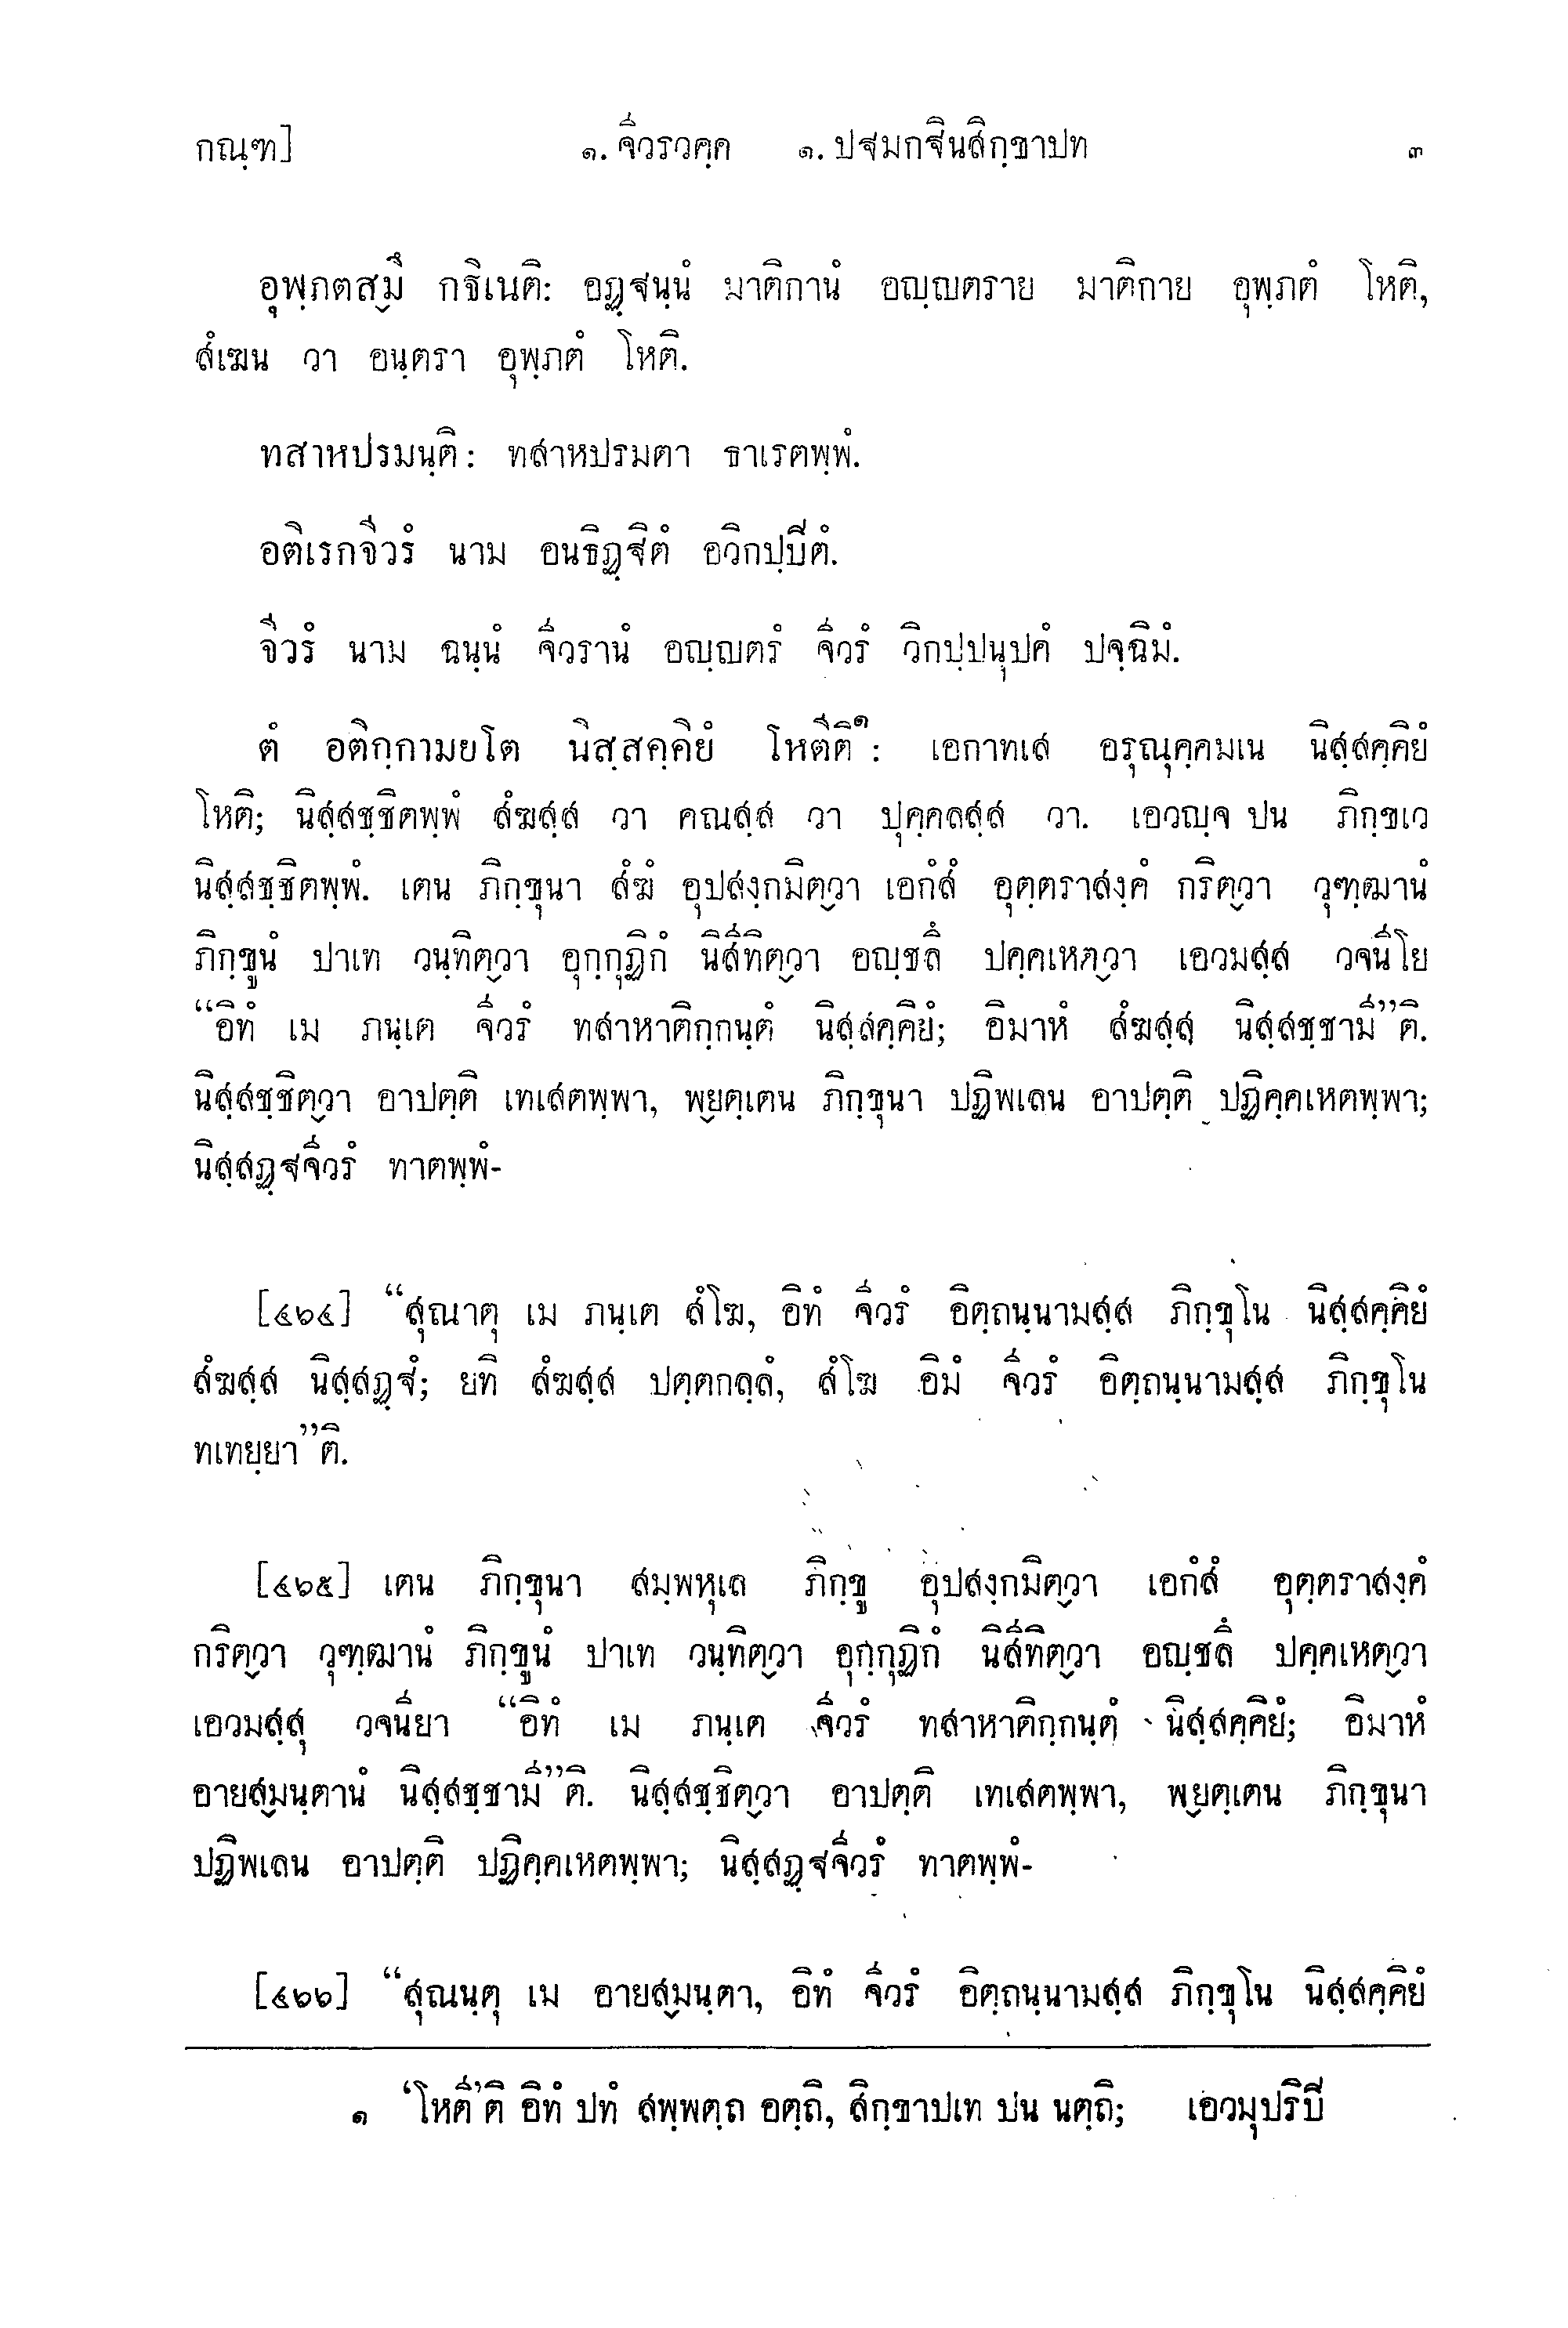 กณฺฑ] ๑. จีวรวคฺค ๑. ปฐมกฐินสิกฺขาปท ๓
อุพฺภตสฺมึ กฐิเนติ: อฏฺฐนฺนํ มาติกานํ อญฺญตราย มาติกาย อุพฺภตํ โหติ,
สํเฆน วา อนฺตรา อุพฺภตํ โหติ.
ทสาหปรมนฺติ: ทสาหปรมตา ธาเรตพฺพํ.
อติเรกจีวรํ นาม อนธิฏฺฐิตํ อวิกปฺปิตํ.
จีวรํ นาม ฉนฺนํ จีวรานํ อญฺญตรํ จีวรํ วิกปฺปนุปคํ ปจฺฉิมํ.
ตํ อติกฺกามยโต นิสฺสคฺคิยํ โหตีติ๑: เอกาทเส อรุณุคฺคมเน นิสฺสคฺคิยํ
โหติ; นิสฺสชฺชิตพฺพํ สํฆสฺส วา คณสฺส วา ปุคฺคลสฺส วา. เอวญฺจ ปน ภิกฺขเว
นิสฺสชฺชิตพฺพํ. เตน ภิกฺขุนา สํฆํ อุปสงฺกมิตฺวา เอกํสํ อุตฺตราสงฺคํ กริตฺวา วุฑฺฒานํ
ภิกฺขูนํ ปาเท วนฺทิตฺวา อุกฺกุฏิกํ นิสีทิตฺวา อญฺชลึ ปคฺคเหตฺวา เอวมสฺส วจนีโย
“อิทํ เม ภนฺเต จีวรํ ทสาหาติกฺกนฺตํ นิสฺสคฺคิยํ; อิมาหํ สํฆสฺส นิสฺสชฺชามี”ติ.
นิสฺสชฺชิตฺวา อาปตฺติ เทเสตพฺพา, พฺยตฺเตน ภิกฺขุนา ปฏิพเลน อาปตฺติ ปฏิคฺคเหตพฺพา;
นิสฺสฏฺฐจีวรํ ทาตพฺพํ-
[๔๖๔] “สุณาตุ เม ภนฺเต สํโฆ, อิทํ จีวรํ อิตฺถนฺนามสฺส ภิกฺขุโน นิสฺสคฺคิยํ
สํฆสฺส นิสฺสฏฺฐํ; ยทิ สํฆสฺส ปตฺตกลฺลํ, สํโฆ อิมํ จีวรํ อิตฺถนฺนามสฺส ภิกฺขุโน
ทเทยฺยา”ติ.
[๔๖๕] เตน ภิกฺขุนา สมฺพหุเล ภิกฺขู อุปสงฺกมิตฺวา เอกํสํ อุตฺตราสงฺคํ
กริตฺวา วุฑฺฒานํ ภิกฺขูนํ ปาเท วนฺทิตฺวา อุกฺกุฏิกํ นิสีทิตฺวา อญฺชลึ ปคฺคเหตฺวา
เอวมสฺสุ วจนียา “อิทํ เม ภนฺเต จีวรํ ทสาหาติกฺกนฺตํ นิสฺสคฺคิยํ; อิมาหํ
อายสฺมนฺตานํ นิสฺสชฺชามี”ติ. นิสฺสชฺชิตฺวา อาปตฺติ เทเสตพฺพา, พฺยตฺเตน ภิกฺขุนา
ปฏิพเลน อาปตฺติ ปฏิคฺคเหตพฺพา; นิสฺสฏฺฐจีวรํ ทาตพฺพํ-
[๔๖๖] “สุณนฺตุ เม อายสฺมนฺตา, อิทํ จีวรํ อิตฺถนฺนามสฺส ภิกฺขุโน นิสฺสคฺคิยํ
๑ ‘โหตี’ติ อิทํ ปทํ สพฺพตฺถ อตฺถิ, สิกฺขาปเท ปน นตฺถิ; เอวมุปริปิ